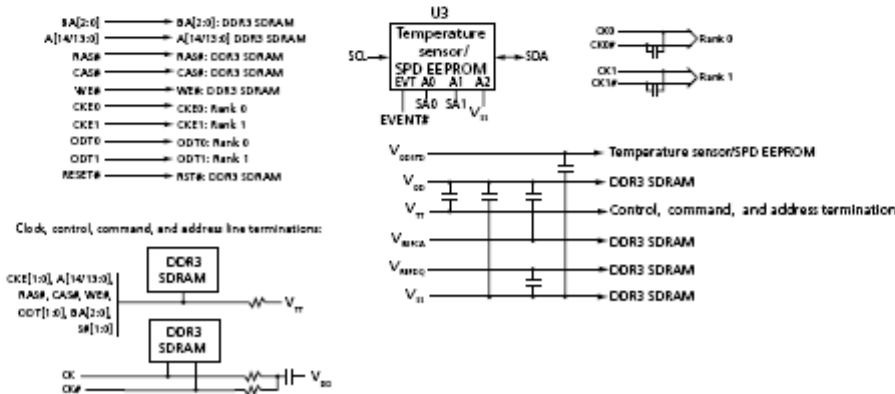 BA[2:0] BA[2:0]: DDR3 SDRAM
A[14/13:0] A[14/13:0] DDR3 SDRAM
RAS# RAS#: DDR3 SDRAM
CAS# CAS#: DDR3 SDRAM
WE# WE#: DDR3 SDRAM
CKE0 CKE0: Rank 0
CKE1 CKE1: Rank 1
ODT0 ODT0: Rank 0
ODT1 ODT1: Rank 1
RESET# RST#: DDR3 SDRAM
U3
Temperature
sensor/
SPD EEPROM
SCL
SDA
EVT A0 A1 A2
SA0 SA1
EVENT#
CK0
CK0#
Rank 0
CK1
CK1#
Rank 1
Temperature sensor/SPD EEPROM
VDD DDR3 SDRAM
VTT Control, command, and address termination
VREFCA DDR3 SDRAM
VREFDQ DDR3 SDRAM
DDR3 SDRAM
Clock, control, command, and address line terminations:
DDR3
SDRAM
CKE[1:0], A[14/13:0],
RAS#, CAS#, WE#,
ODT[1:0], BA[2:0],
S#[1:0]
VTT
DDR3
SDRAM
CK
CK#
VDD